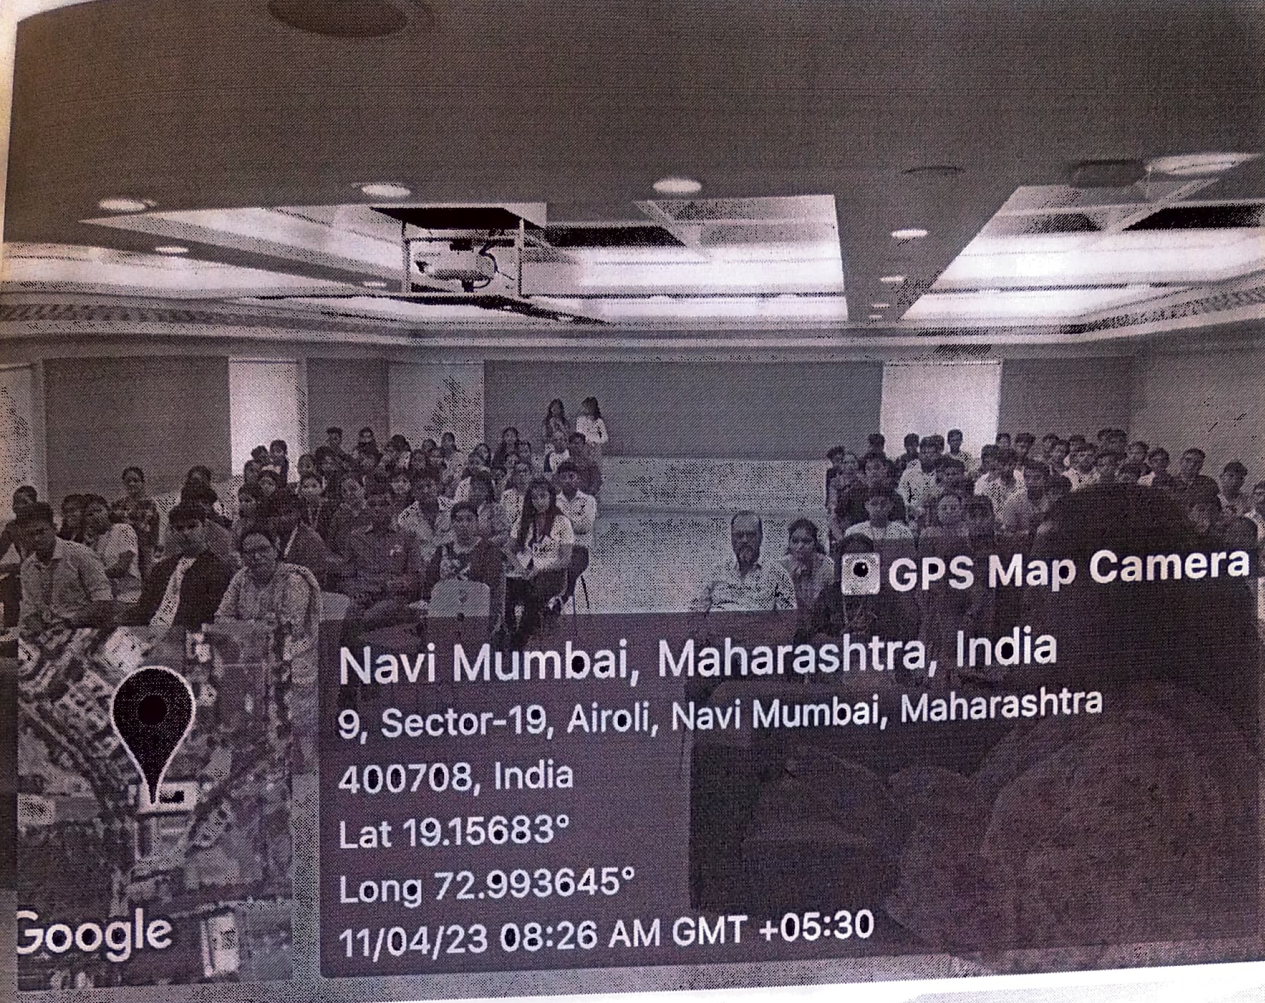 GPS Map Camera
Navi Mumbai, Maharashtra, India
9, Sector-19, Airoli, Navi Mumbai, Maharashtra
400708, India
Lat 19.15683°
Long 72.993645°
11/04/23 08:26 AM GMT +05:30
Google